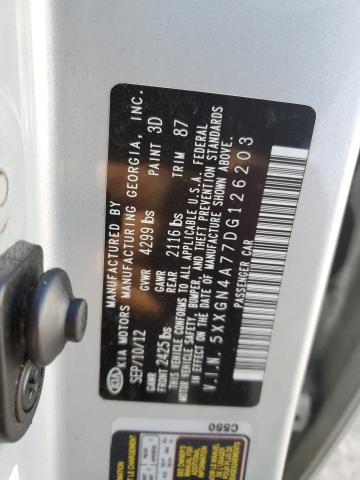 MANUFACTURED BY
KIA MOTORS MANUFACTURING GEORGIA, INC.
KIA
SEP/10/12 GVWR 4299 lbs PAINT 3D
GAWR FRONT 2425 lbs GAWR REAR 2116 lbs TRIM 87
THIS VEHICLE CONFORMS TO ALL APPLICABLE U.S.A. FEDERAL
MOTOR VEHICLE SAFETY, BUMPER, AND THEFT PREVENTION STANDARDS
IN EFFECT ON THE DATE OF MANUFACTURE SHOWN ABOVE.
V.I.N. 5XXGN4A77DG126203
PASSENGER CAR
C550